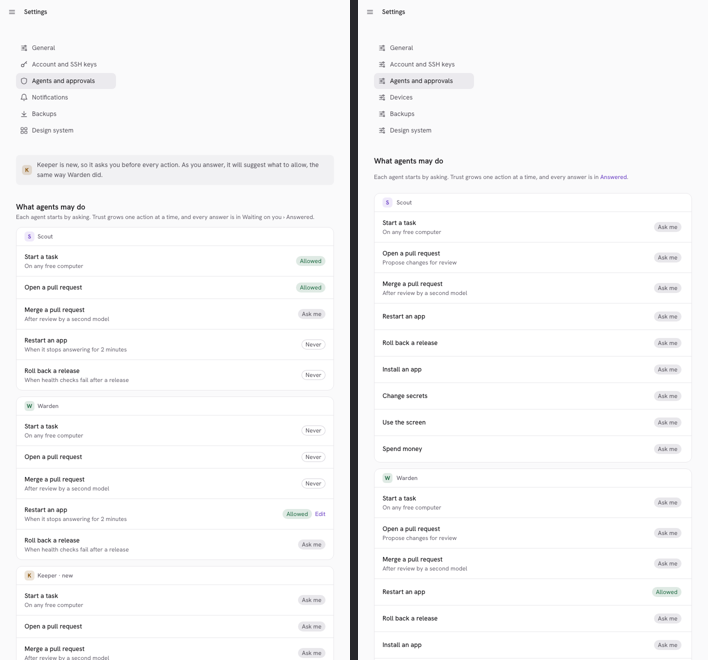 Settings
General
Account and SSH keys
Agents and approvals
Notifications
Backups
Design system
K
Keeper is new, so it asks you before every action. As you answer, it will suggest what to allow, the
same way Warden did.
What agents may do
Each agent starts by asking. Trust grows one action at a time, and every answer is in Waiting on you › Answered.
S Scout
Start a task
On any free computer
Allowed
Open a pull request
Allowed
Merge a pull request
After review by a second model
Ask me
Restart an app
When it stops answering for 2 minutes
Never
Roll back a release
When health checks fail after a release
Never
W Warden
Start a task
On any free computer
Never
Open a pull request
Never
Merge a pull request
After review by a second model
Never
Restart an app
When it stops answering for 2 minutes
Allowed Edit
Roll back a release
When health checks fail after a release
Ask me
K Keeper · new
Start a task
On any free computer
Ask me
Open a pull request
Ask me
Merge a pull request
After review by a second model
Ask me
Settings
General
Account and SSH keys
Agents and approvals
Devices
Backups
Design system
What agents may do
Each agent starts by asking. Trust grows one action at a time, and every answer is in Answered.
S Scout
Start a task
On any free computer
Ask me
Open a pull request
Propose changes for review
Ask me
Merge a pull request
After review by a second model
Ask me
Restart an app
Ask me
Roll back a release
Ask me
Install an app
Ask me
Change secrets
Ask me
Use the screen
Ask me
Spend money
Ask me
W Warden
Start a task
On any free computer
Ask me
Open a pull request
Propose changes for review
Ask me
Merge a pull request
After review by a second model
Ask me
Restart an app
Allowed
Roll back a release
Ask me
Install an app
Ask me